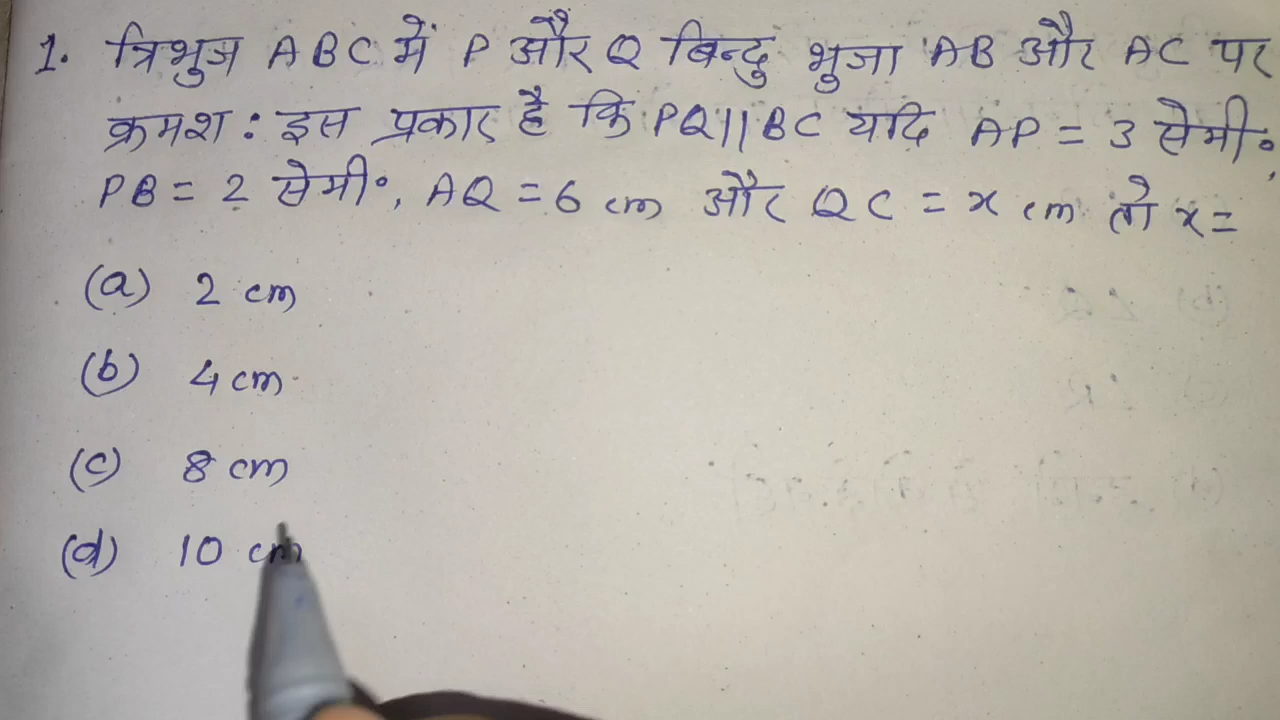 1. त्रिभुज ABC में P और Q बिन्दु भुजा AB और AC पर
क्रमश: इस प्रकार है कि PQ||BC यदि AP = 3 सेमी॰,
PB = 2 सेमी॰, AQ = 6 cm और QC = x cm तो x =
(a) 2 cm
(b) 4 cm
(c) 8 cm
(d) 10 cm